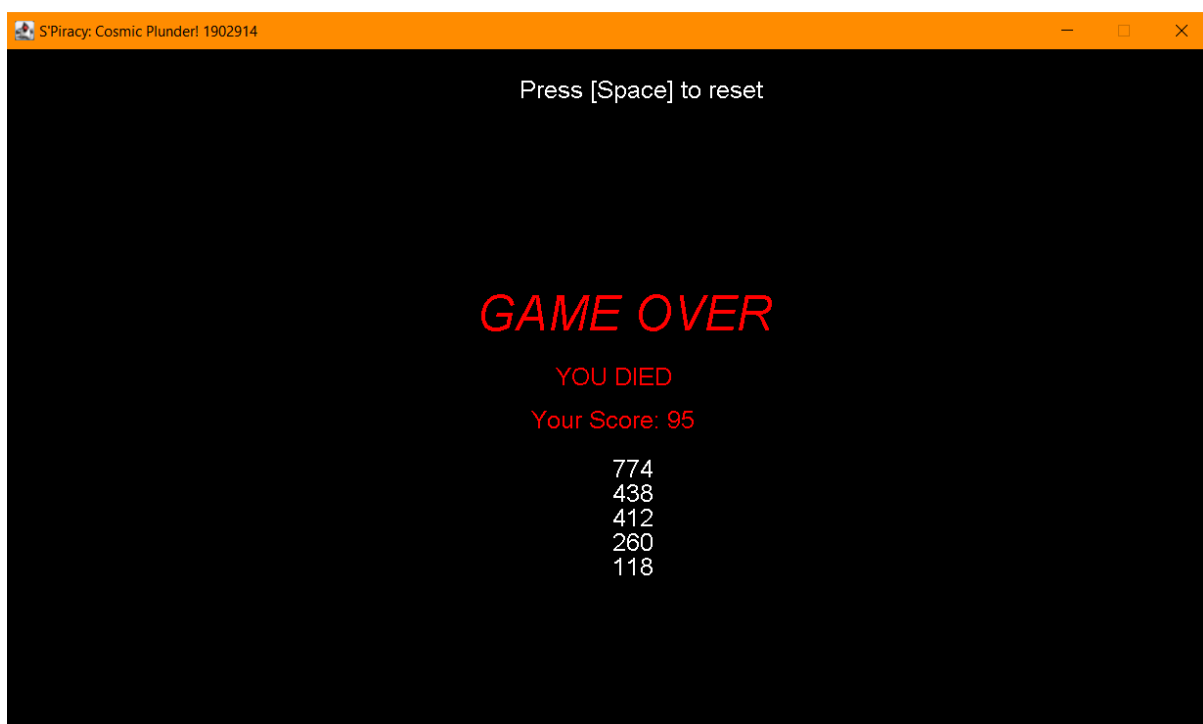 S'Piracy: Cosmic Plunder! 1902914
Press [Space] to reset
GAME OVER
YOU DIED
Your Score: 95
774
438
412
260
118